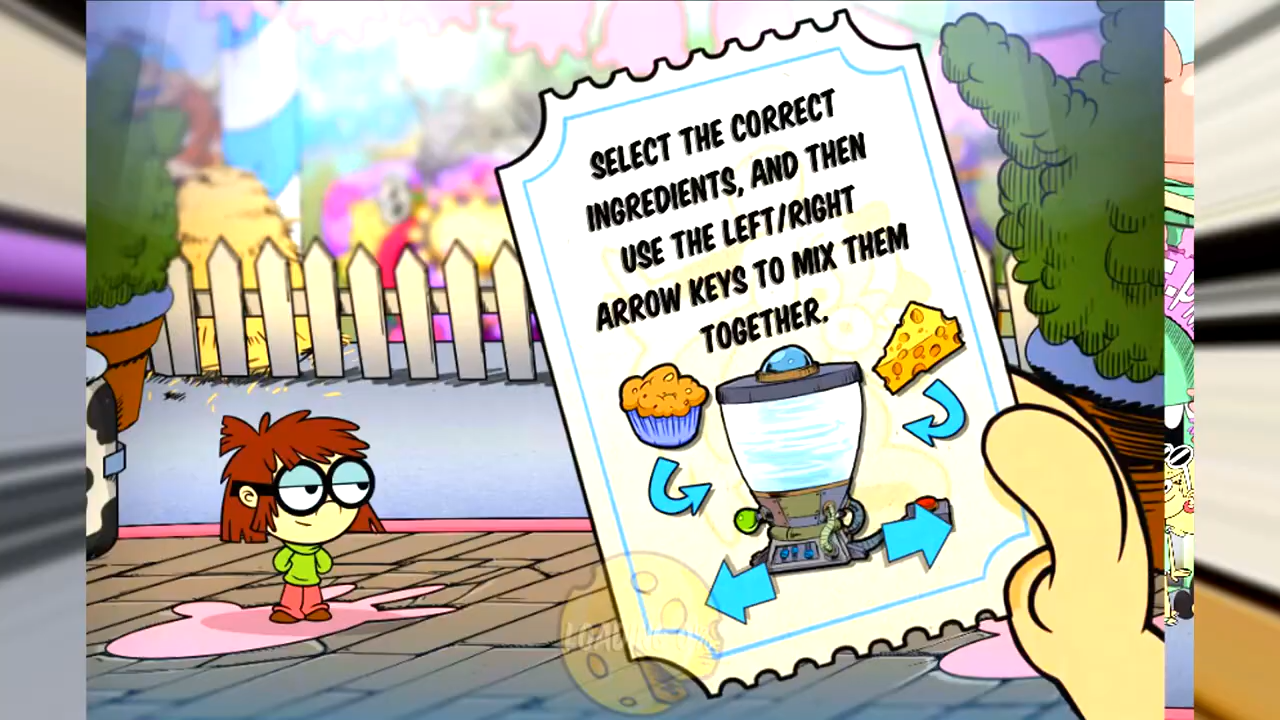 SELECT THE CORRECT
INGREDIENTS, AND THEN
USE THE LEFT/RIGHT
ARROW KEYS TO MIX THEM
TOGETHER.